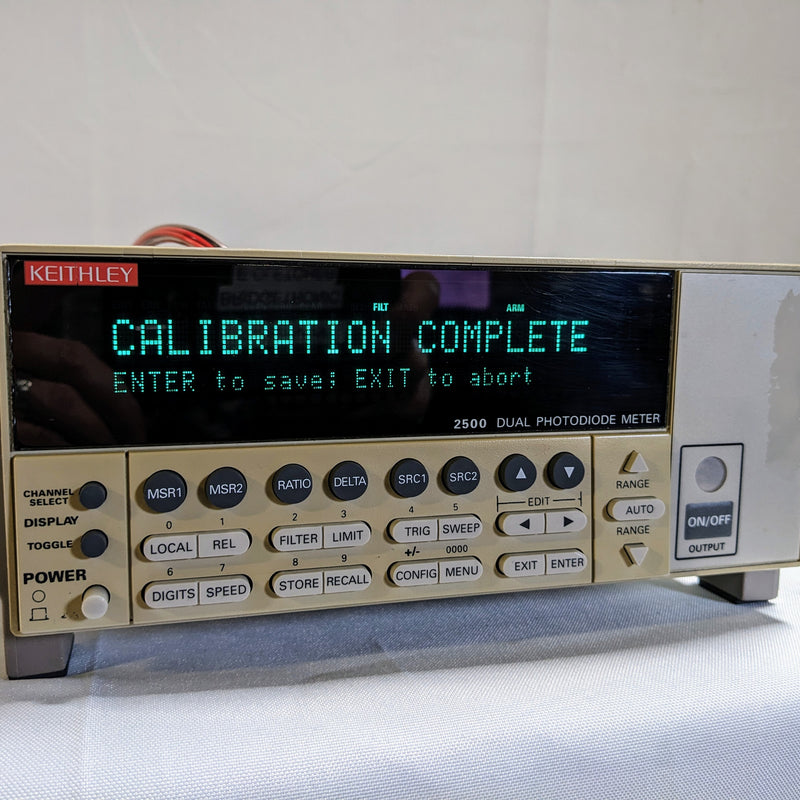 KEITHLEY
FILT ARM
CALIBRATION COMPLETE
ENTER to save; EXIT to abort
2500 DUAL PHOTODIODE METER
CHANNEL
SELECT
DISPLAY
TOGGLE
POWER
MSR1 MSR2 RATIO DELTA SRC1 SRC2
EDIT
0 1 2 3 4 5
LOCAL REL FILTER LIMIT TRIG SWEEP
6 7 8 9 +/- 0000
DIGITS SPEED STORE RECALL CONFIG MENU EXIT ENTER
RANGE
AUTO
RANGE
ON/OFF
OUTPUT